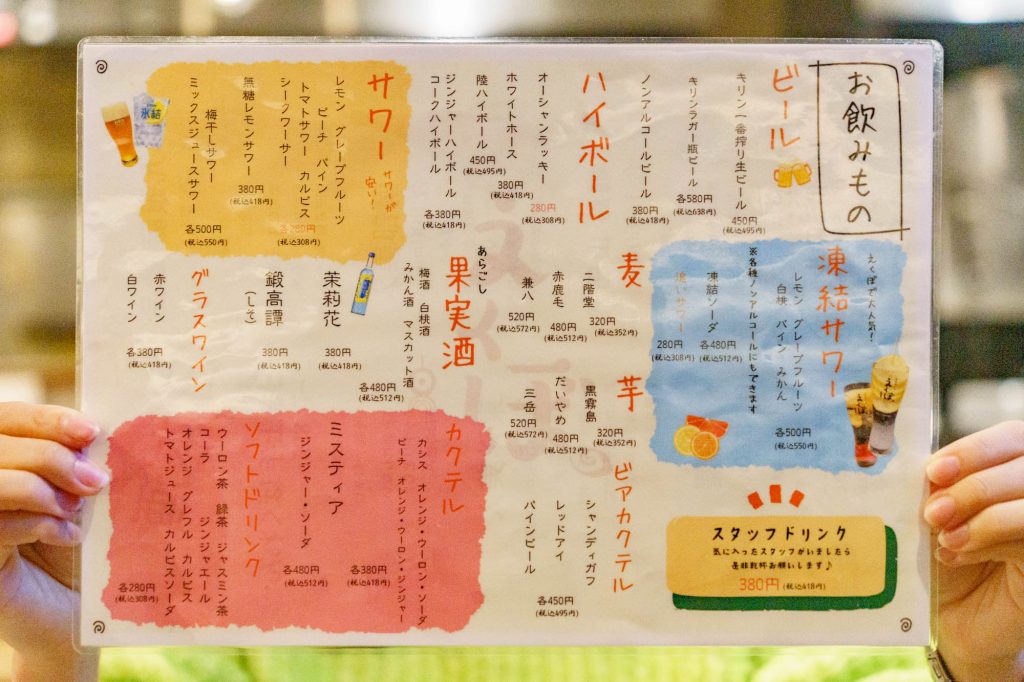 お飲みもの
ビール
キリン一番搾り生ビール
450円
(税込495円)
キリンラガー瓶ビール
各580円
(税込638円)
ノンアルコールビール
380円
(税込418円)
ハイボール
オーシャンラッキー
280円
(税込308円)
ホワイトホース
380円
(税込418円)
陸ハイボール
450円
(税込495円)
ジンジャーハイボール
コークハイボール
各380円
(税込418円)
サワー
サワーが
安い!
レモン グレープフルーツ
ピーチ パイン
トマトサワー カルピス
シークワーサー
各280円
(税込308円)
無糖レモンサワー
380円
(税込418円)
梅干しサワー
ミックスジュースサワー
各500円
(税込550円)
氷結
えくぼで大人気!
凍結サワー
レモン グレープフルーツ
白桃 パイン みかん
※各種ノンアルコールにもできます
各500円
(税込550円)
凍結ソーダ
各480円
(税込512円)
追いサワー
280円
(税込308円)
麦
二階堂
320円
(税込352円)
赤鹿毛
480円
(税込512円)
兼八
520円
(税込572円)
芋
黒霧島
320円
(税込352円)
だいやめ
480円
(税込512円)
三岳
520円
(税込572円)
あらごし
果実酒
梅酒 白桃酒
みかん酒 マスカット酒
各480円
(税込512円)
茉莉花
380円
(税込418円)
鍛高譚
(しそ)
380円
(税込418円)
グラスワイン
赤ワイン
白ワイン
各380円
(税込418円)
ビアカクテル
シャンディガフ
レッドアイ
パインビール
各450円
(税込495円)
カクテル
カシス オレンジ・ウーロン・ソーダ
ピーチ オレンジ・ウーロン・ジンジャー
各380円
(税込418円)
ミスティア
ジンジャー・ソーダ
各480円
(税込512円)
ソフトドリンク
ウーロン茶 緑茶 ジャスミン茶
コーラ ジンジャエール
オレンジ グレフル カルピス
トマトジュース カルピスソーダ
各280円
(税込308円)
スタッフドリンク
気に入ったスタッフがいましたら
是非乾杯お願いします♪
380円(税込418円)